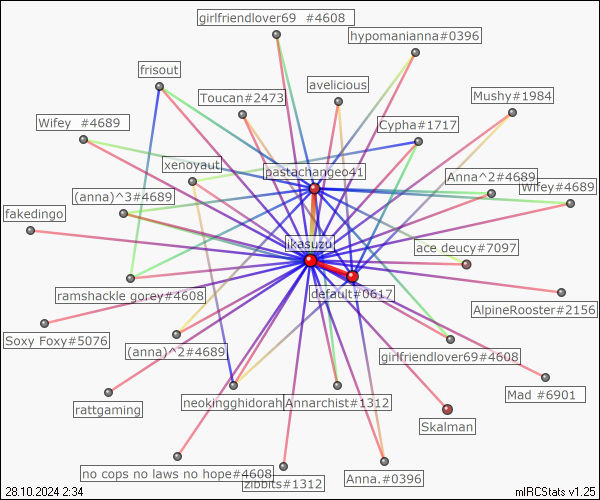 girlfriendlover69 #4608
hypomanianna#0396
frisout
avelicious
Toucan#2473
Mushy#1984
Wifey #4689
Cypha#1717
xenoyaut
pastachangeo41
Anna^2#4689
Wifey#4689
(anna)^3#4689
fakedingo
ikasuzu
ace deucy#7097
ramshackle gorey#4608
default#0617
AlpineRooster#2156
Soxy Foxy#5076
(anna)^2#4689
girlfriendlover69#4608
Mad #6901
neokingghidorah
Annarchist#1312
rattgaming
Skalman
no cops no laws no hope#4608
zibbits#1312
Anna.#0396
28.10.2024 2:34
mIRCStats v1.25